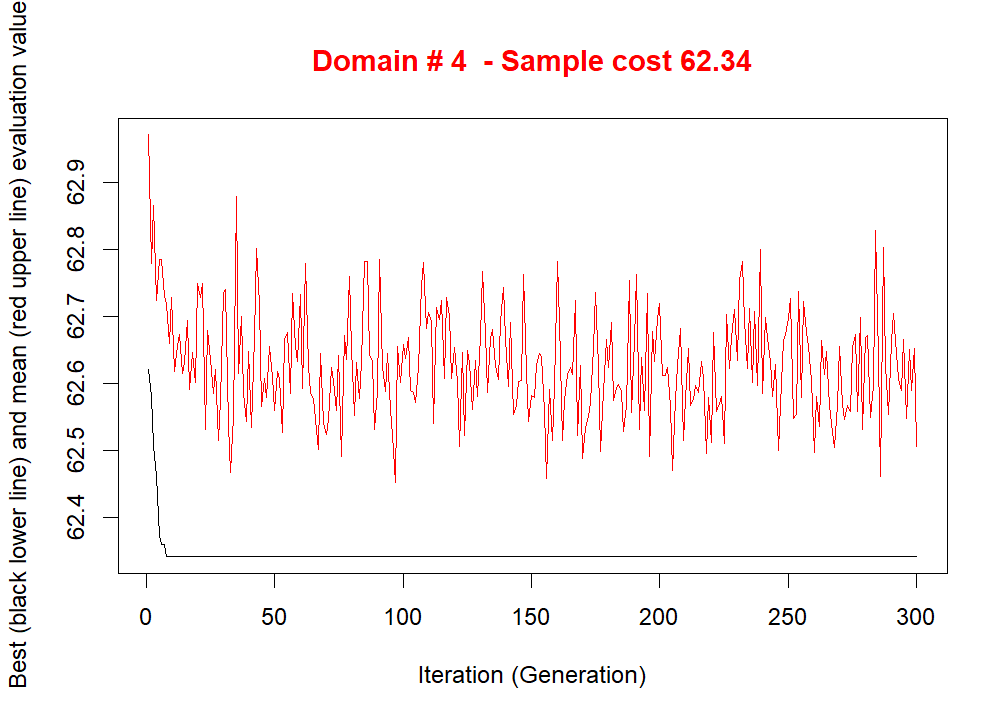 Domain # 4  - Sample cost 62.34
Best (black lower line) and mean (red upper line) evaluation value
62.9
62.8
62.7
62.6
62.5
62.4
0 50 100 150 200 250 300
Iteration (Generation)